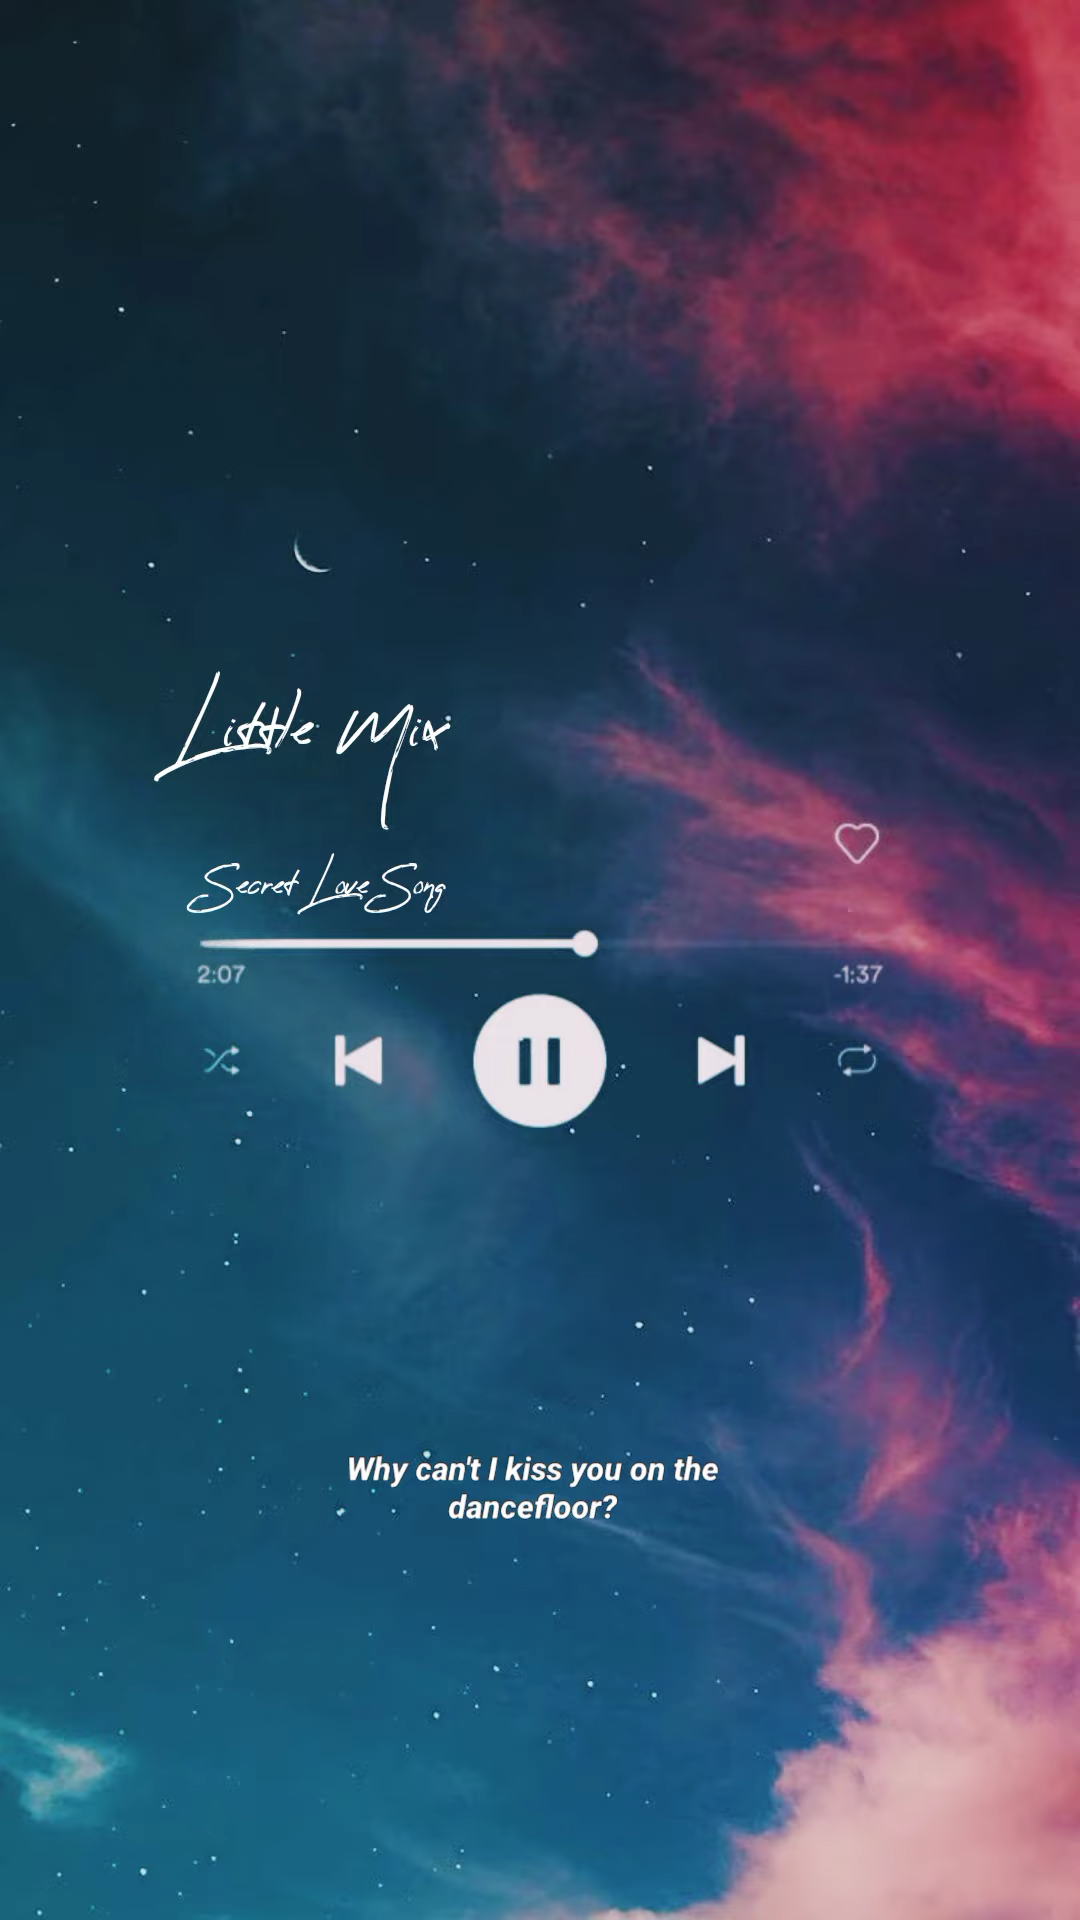 Little Mix
Secret Love Song
2:07
-1:37
Why can't I kiss you on the
dancefloor?